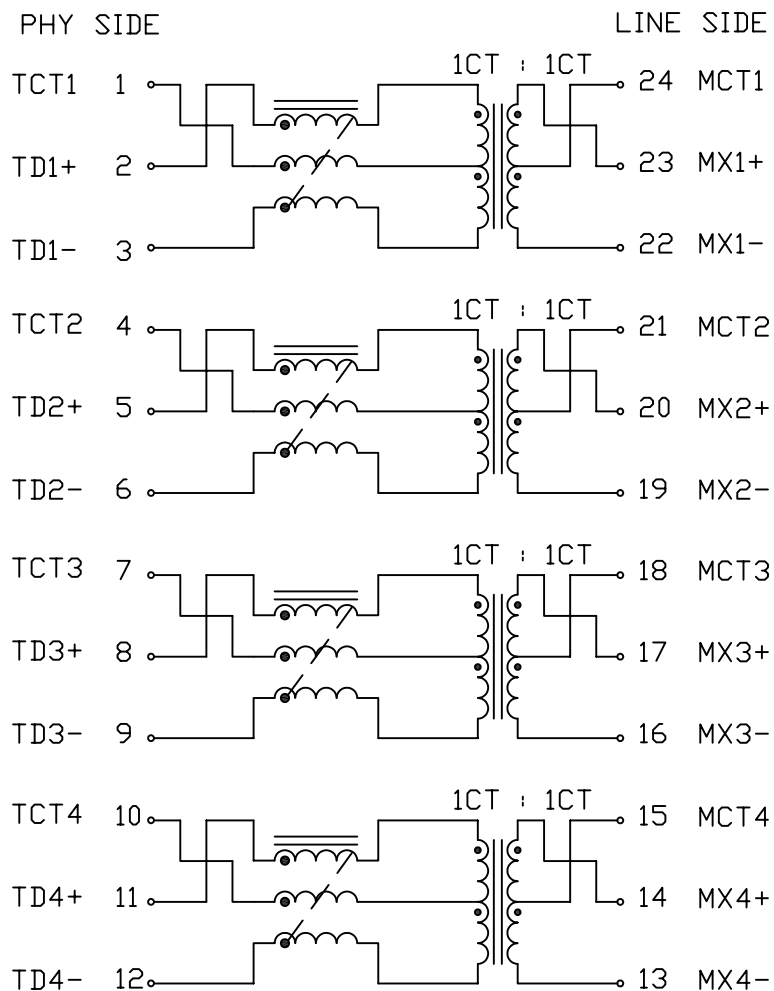 PHY SIDE LINE SIDE
1CT : 1CT
TCT1 1 24 MCT1
TD1+ 2 23 MX1+
TD1- 3 22 MX1-
1CT : 1CT
TCT2 4 21 MCT2
TD2+ 5 20 MX2+
TD2- 6 19 MX2-
1CT : 1CT
TCT3 7 18 MCT3
TD3+ 8 17 MX3+
TD3- 9 16 MX3-
1CT : 1CT
TCT4 10 15 MCT4
TD4+ 11 14 MX4+
TD4- 12 13 MX4-